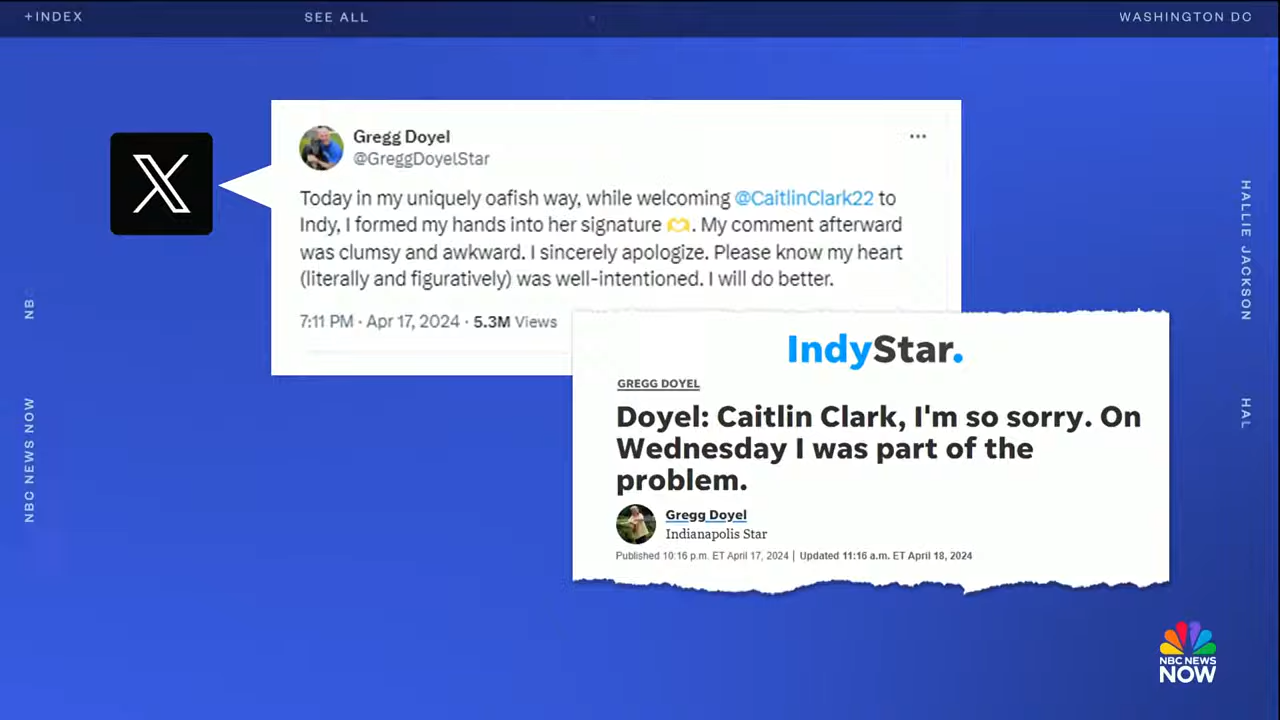 +INDEX
SEE ALL
WASHINGTON DC
Gregg Doyel
@GreggDoyelStar
Today in my uniquely oafish way, while welcoming @CaitlinClark22 to
Indy, I formed my hands into her signature 🫶. My comment afterward
was clumsy and awkward. I sincerely apologize. Please know my heart
(literally and figuratively) was well-intentioned. I will do better.
7:11 PM · Apr 17, 2024 · 5.3M Views
IndyStar.
GREGG DOYEL
Doyel: Caitlin Clark, I'm so sorry. On
Wednesday I was part of the
problem.
Gregg Doyel
Indianapolis Star
Published 10:16 p.m. ET April 17, 2024 | Updated 11:16 a.m. ET April 18, 2024
NB
NBC NEWS NOW
HALLIE JACKSON
HAL
NBC NEWS
NOW